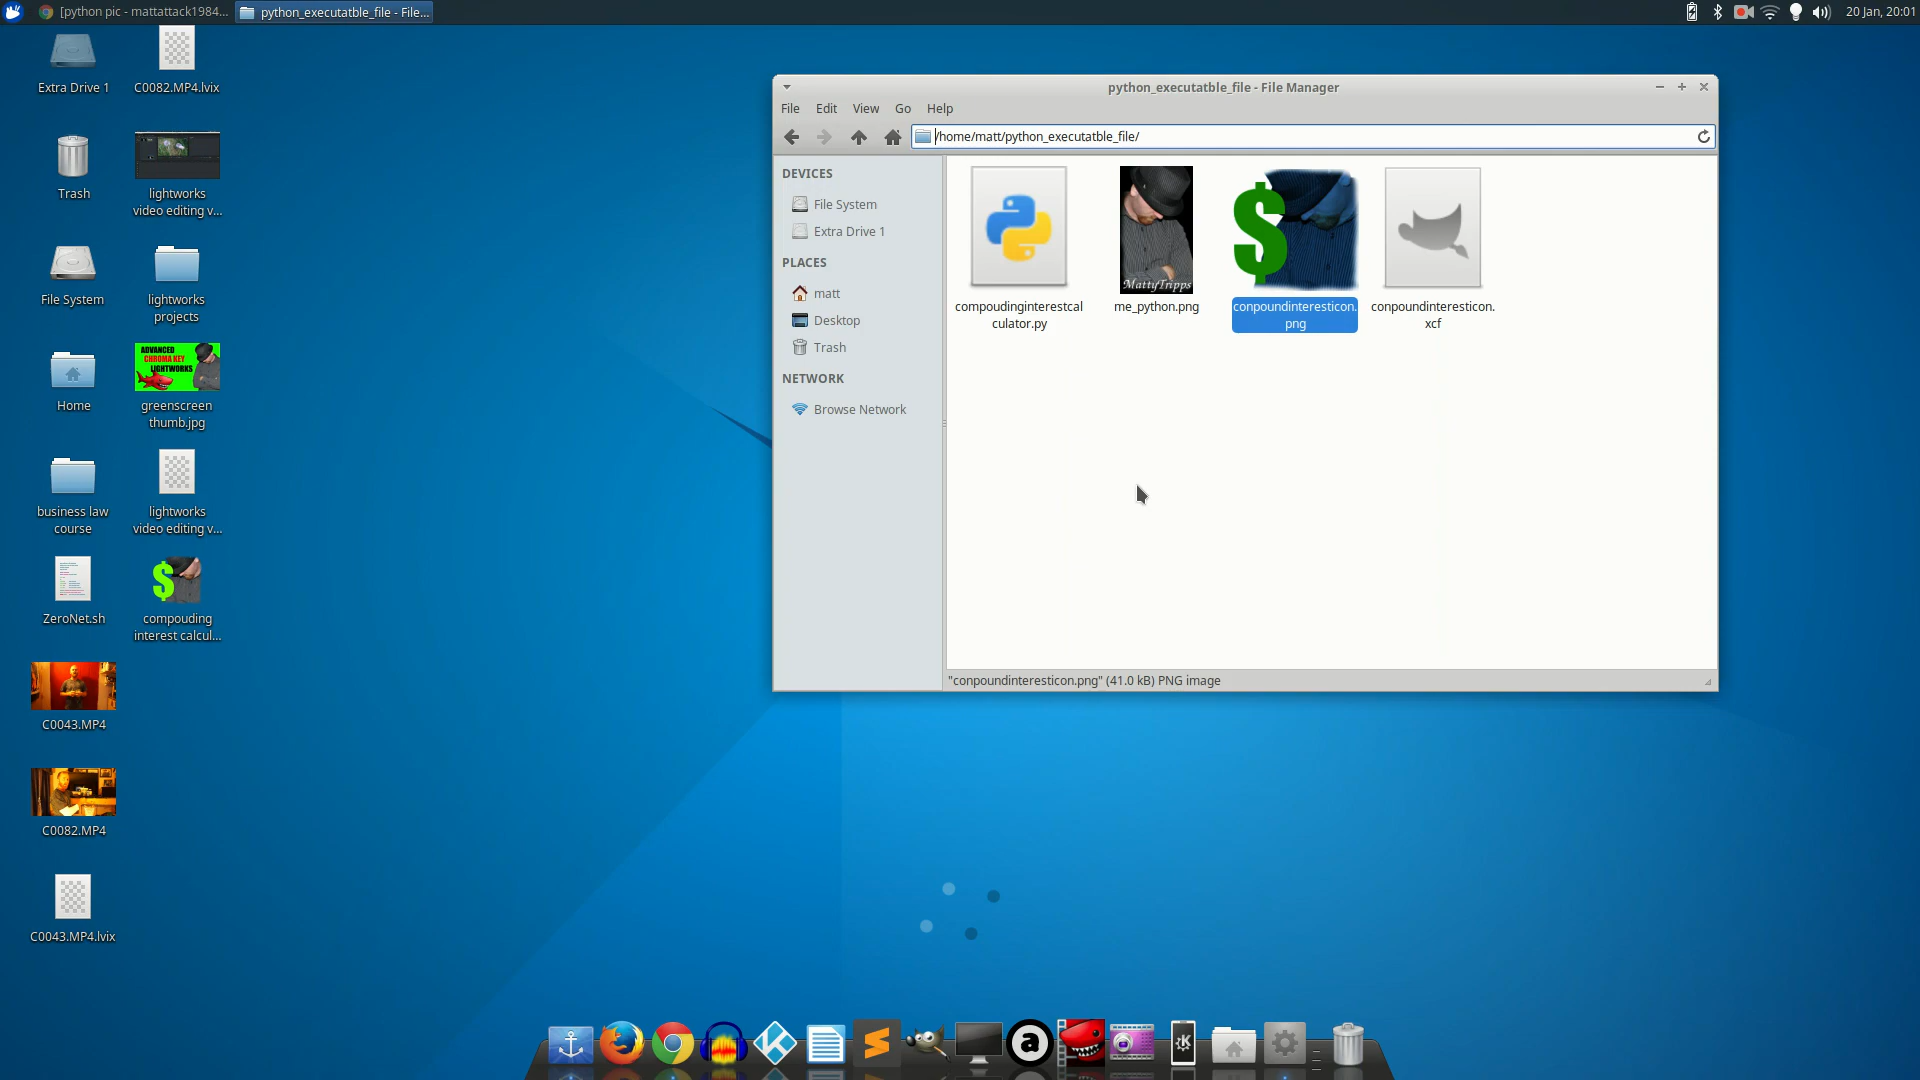 [python pic - mattattack1984...
python_executatble_file - File...
20 Jan, 20:01
Extra Drive 1
C0082.MP4.lvix
Trash
lightworks
video editing v...
File System
lightworks
projects
Home
ADVANCED
CHROMA KEY
LIGHTWORKS
greenscreen
thumb.jpg
business law
course
lightworks
video editing v...
ZeroNet.sh
$
compouding
interest calcul...
C0043.MP4
C0082.MP4
C0043.MP4.lvix
python_executatble_file - File Manager
File Edit View Go Help
/home/matt/python_executatble_file/
DEVICES
File System
Extra Drive 1
PLACES
matt
Desktop
Trash
NETWORK
Browse Network
compoudinginterestcal
culator.py
MattyTripps
me_python.png
$
conpoundinteresticon.
png
conpoundinteresticon.
xcf
"conpoundinteresticon.png" (41.0 kB) PNG image